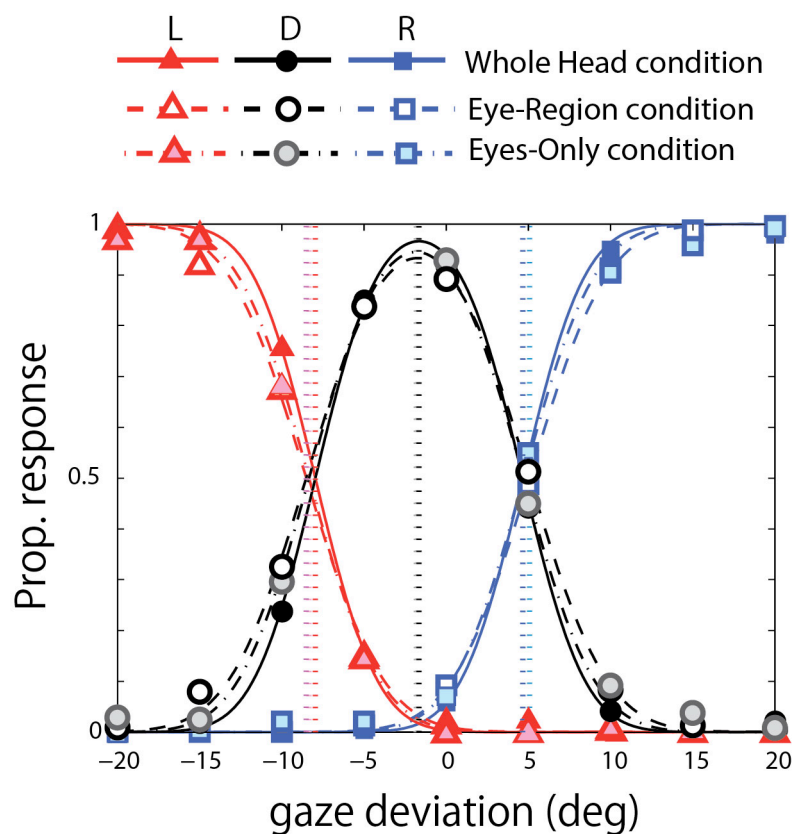 L D R
Whole Head condition
Eye-Region condition
Eyes-Only condition
1
0.5
0
Prop. response
−20 −15 −10 −5 0 5 10 15 20
gaze deviation (deg)